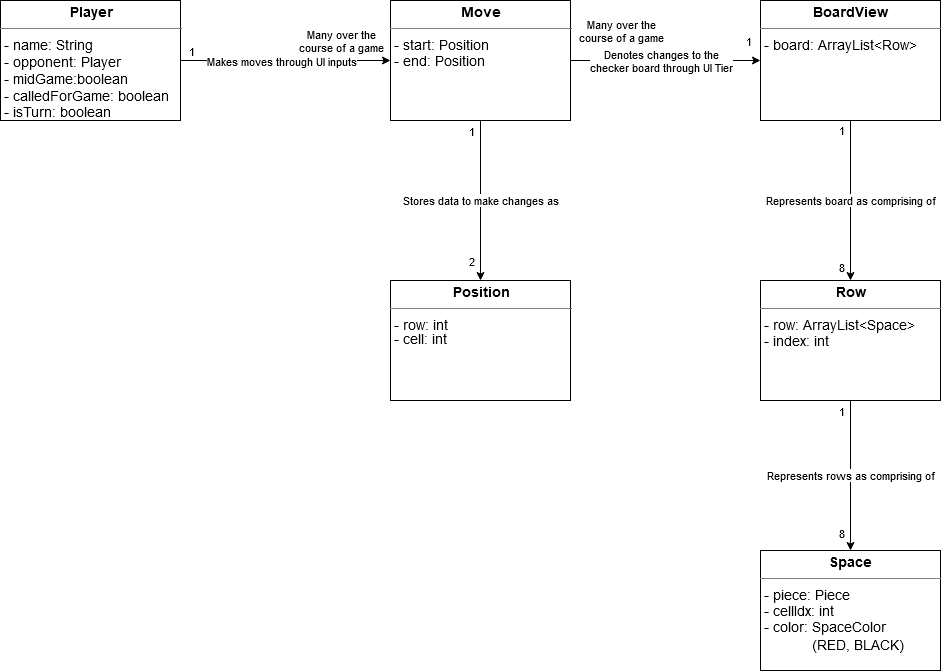 Player
- name: String
- opponent: Player
- midGame:boolean
- calledForGame: boolean
- isTurn: boolean
1
Makes moves through UI inputs
Many over the
course of a game
Move
- start: Position
- end: Position
Many over the
course of a game
Denotes changes to the
checker board through UI Tier
1
BoardView
- board: ArrayList<Row>
1
Stores data to make changes as
2
1
Represents board as comprising of
8
Position
- row: int
- cell: int
Row
- row: ArrayList<Space>
- index: int
1
Represents rows as comprising of
8
Space
- piece: Piece
- cellIdx: int
- color: SpaceColor
(RED, BLACK)